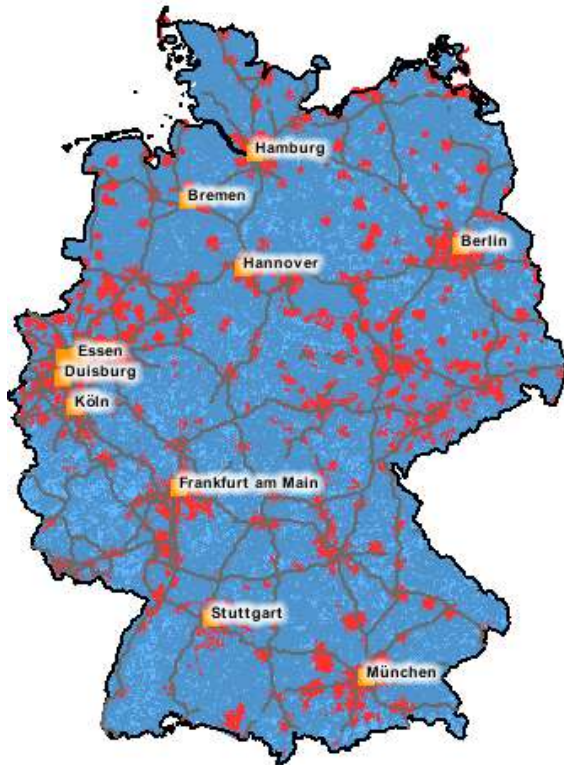 Hamburg
Bremen
Berlin
Hannover
Essen
Duisburg
Köln
Frankfurt am Main
Stuttgart
München